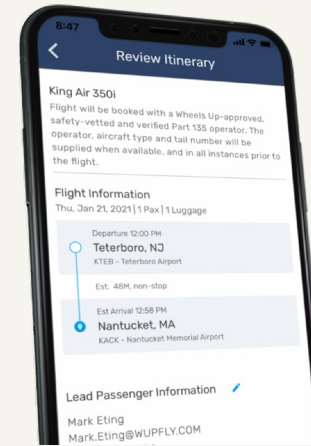 8:47
Review Itinerary
King Air 350i
Flight will be booked with a Wheels Up-approved,
safety-vetted and verified Part 135 operator. The
operator, aircraft type and tail number will be
supplied when available, and in all instances prior to
the flight.
Flight Information
Thu, Jan 21, 2021 | 1 Pax | 1 Luggage
Departure 12:00 PM
Teterboro, NJ
KTEB - Teterboro Airport
Est. 48M, non-stop
Est Arrival 12:58 PM
Nantucket, MA
KACK - Nantucket Memorial Airport
Lead Passenger Information
Mark Eting
Mark.Eting@WUPFLY.COM